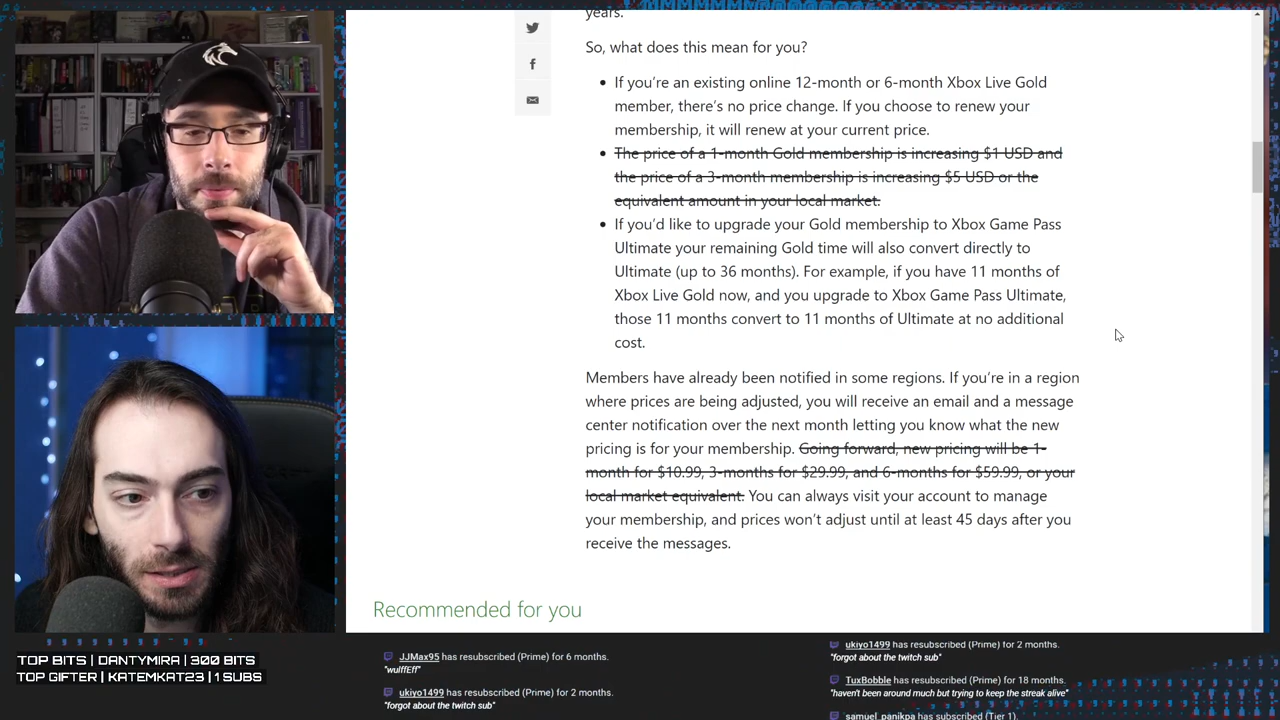 years.
So, what does this mean for you?
If you're an existing online 12-month or 6-month Xbox Live Gold
member, there's no price change. If you choose to renew your
membership, it will renew at your current price.
The price of a 1-month Gold membership is increasing $1 USD and
the price of a 3-month membership is increasing $5 USD or the
equivalent amount in your local market.
If you'd like to upgrade your Gold membership to Xbox Game Pass
Ultimate your remaining Gold time will also convert directly to
Ultimate (up to 36 months). For example, if you have 11 months of
Xbox Live Gold now, and you upgrade to Xbox Game Pass Ultimate,
those 11 months convert to 11 months of Ultimate at no additional
cost.
Members have already been notified in some regions. If you're in a region
where prices are being adjusted, you will receive an email and a message
center notification over the next month letting you know what the new
pricing is for your membership. Going forward, new pricing will be 1-
month for $10.99, 3-months for $29.99, and 6-months for $59.99, or your
local market equivalent. You can always visit your account to manage
your membership, and prices won't adjust until at least 45 days after you
receive the messages.
Recommended for you
TOP BITS | DANTYMIRA | 300 BITS
TOP GIFTER | KATEMKAT23 | 1 SUBS
JJMax95 has resubscribed (Prime) for 6 months.
"wulffEff"
ukiyo1499 has resubscribed (Prime) for 2 months.
"forgot about the twitch sub"
ukiyo1499 has resubscribed (Prime) for 2 months.
"forgot about the twitch sub"
TuxBobble has resubscribed (Prime) for 18 months.
"haven't been around much but trying to keep the streak alive"
samuel_panikpa has subscribed (Tier 1).